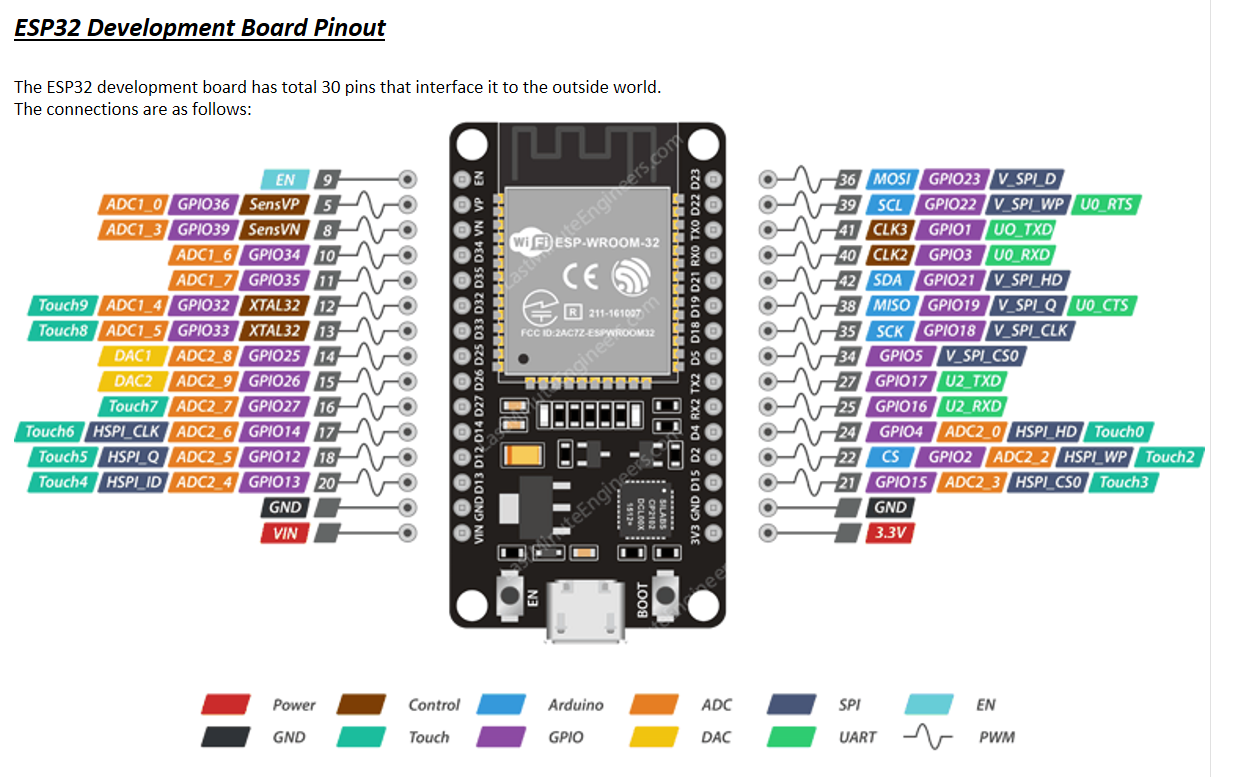 ESP32 Development Board Pinout
The ESP32 development board has total 30 pins that interface it to the outside world.
The connections are as follows:
EN 9
ADC1_0 GPIO36 SensVP 5
ADC1_3 GPIO39 SensVN 8
ADC1_6 GPIO34 10
ADC1_7 GPIO35 11
Touch9 ADC1_4 GPIO32 XTAL32 12
Touch8 ADC1_5 GPIO33 XTAL32 13
DAC1 ADC2_8 GPIO25 14
DAC2 ADC2_9 GPIO26 15
Touch7 ADC2_7 GPIO27 16
Touch6 HSPI_CLK ADC2_6 GPIO14 17
Touch5 HSPI_Q ADC2_5 GPIO12 18
Touch4 HSPI_ID ADC2_4 GPIO13 20
GND
VIN
EN
VP
VN
D34
D35
D32
D33
D25
D26
D27
D14
D12
D13
GND
VIN
WiFi ESP-WROOM-32
CE
R 211-161007
FCC ID:2AC7Z-ESPWROOM32
SILABS
CP2102
DCL00X
1512+
EN
BOOT
LastMinuteEngineers.com
D23
D22
TX0
RX0
D21
D19
D18
D5
TX2
RX2
D4
D2
D15
GND
3V3
36 MOSI GPIO23 V_SPI_D
39 SCL GPIO22 V_SPI_WP U0_RTS
41 CLK3 GPIO1 UO_TXD
40 CLK2 GPIO3 U0_RXD
42 SDA GPIO21 V_SPI_HD
38 MISO GPIO19 V_SPI_Q U0_CTS
35 SCK GPIO18 V_SPI_CLK
34 GPIO5 V_SPI_CS0
27 GPIO17 U2_TXD
25 GPIO16 U2_RXD
24 GPIO4 ADC2_0 HSPI_HD Touch0
22 CS GPIO2 ADC2_2 HSPI_WP Touch2
21 GPIO15 ADC2_3 HSPI_CS0 Touch3
GND
3.3V
Power Control Arduino ADC SPI EN
GND Touch GPIO DAC UART PWM